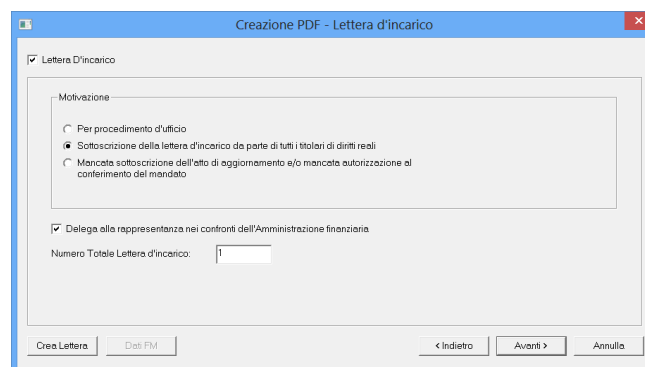 Creazione PDF - Lettera d'incarico
Lettera D'incarico
Motivazione
Per procedimento d'ufficio
Sottoscrizione della lettera d'incarico da parte di tutti i titolari di diritti reali
Mancata sottoscrizione dell'atto di aggiornamento e/o mancata autorizzazione al
conferimento del mandato
Delega alla rappresentanza nei confronti dell'Amministrazione finanziaria
Numero Totale Lettera d'incarico: 1
Crea Lettera Dati FM < Indietro Avanti > Annulla